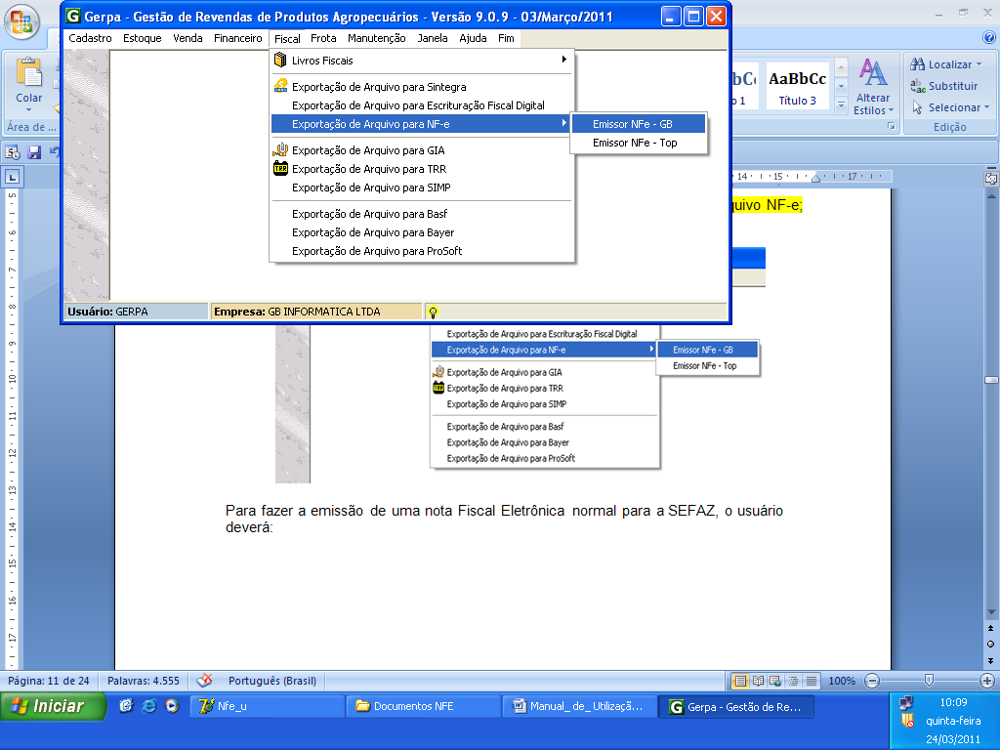 Gerpa - Gestão de Revendas de Produtos Agropecuários - Versão 9.0.9 - 03/Março/2011
Cadastro Estoque Venda Financeiro Fiscal Frota Manutenção Janela Ajuda Fim
Livros Fiscais
Exportação de Arquivo para Sintegra
Exportação de Arquivo para Escrituração Fiscal Digital
Exportação de Arquivo para NF-e
Emissor NFe - GB
Emissor NFe - Top
Exportação de Arquivo para GIA
Exportação de Arquivo para TRR
Exportação de Arquivo para SIMP
Exportação de Arquivo para Basf
Exportação de Arquivo para Bayer
Exportação de Arquivo para ProSoft
Usuário: GERPA Empresa: GB INFORMATICA LTDA
Colar
Área de ...
AaBbCc
Título 3
Alterar
Estilos
Localizar
Substituir
Selecionar
Edição
14 15 17
quivo NF-e;
Exportação de Arquivo para Escrituração Fiscal Digital
Exportação de Arquivo para NF-e
Emissor NFe - GB
Emissor NFe - Top
Exportação de Arquivo para GIA
Exportação de Arquivo para TRR
Exportação de Arquivo para SIMP
Exportação de Arquivo para Basf
Exportação de Arquivo para Bayer
Exportação de Arquivo para ProSoft
Para fazer a emissão de uma nota Fiscal Eletrônica normal para a SEFAZ, o usuário
deverá:
Página: 11 de 24 Palavras: 4.555 Português (Brasil) 100%
Iniciar Nfe_u Documentos NFE Manual_de_Utilizaçã... Gerpa - Gestão de Re...
10:09
quinta-feira
24/03/2011